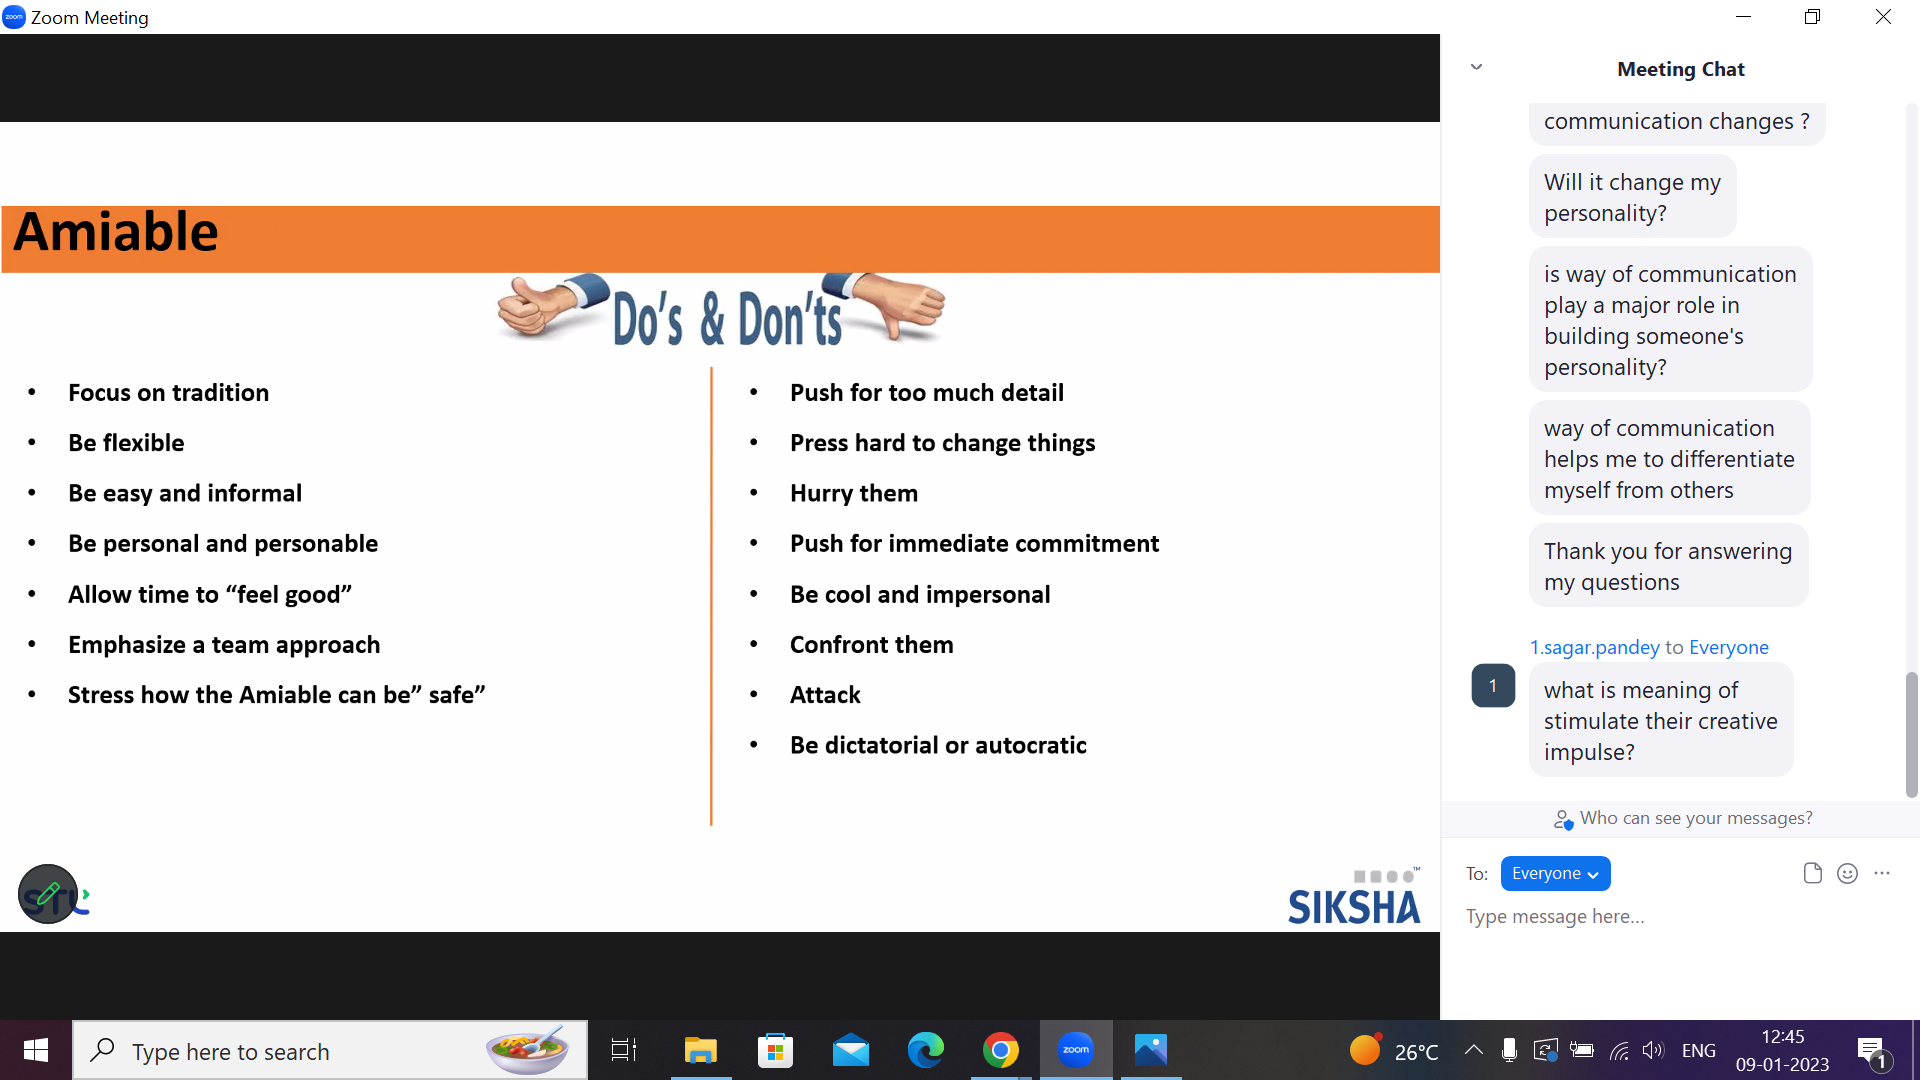 zoom Zoom Meeting
Amiable
Do's & Don'ts
• Focus on tradition
• Be flexible
• Be easy and informal
• Be personal and personable
• Allow time to “feel good”
• Emphasize a team approach
• Stress how the Amiable can be” safe”
• Push for too much detail
• Press hard to change things
• Hurry them
• Push for immediate commitment
• Be cool and impersonal
• Confront them
• Attack
• Be dictatorial or autocratic
SIKSHA™
Meeting Chat
communication changes ?
Will it change my
personality?
is way of communication
play a major role in
building someone's
personality?
way of communication
helps me to differentiate
myself from others
Thank you for answering
my questions
1.sagar.pandey to Everyone
1
what is meaning of
stimulate their creative
impulse?
Who can see your messages?
To: Everyone
Type message here...
Type here to search
zoom
26°C
ENG
12:45
09-01-2023
1